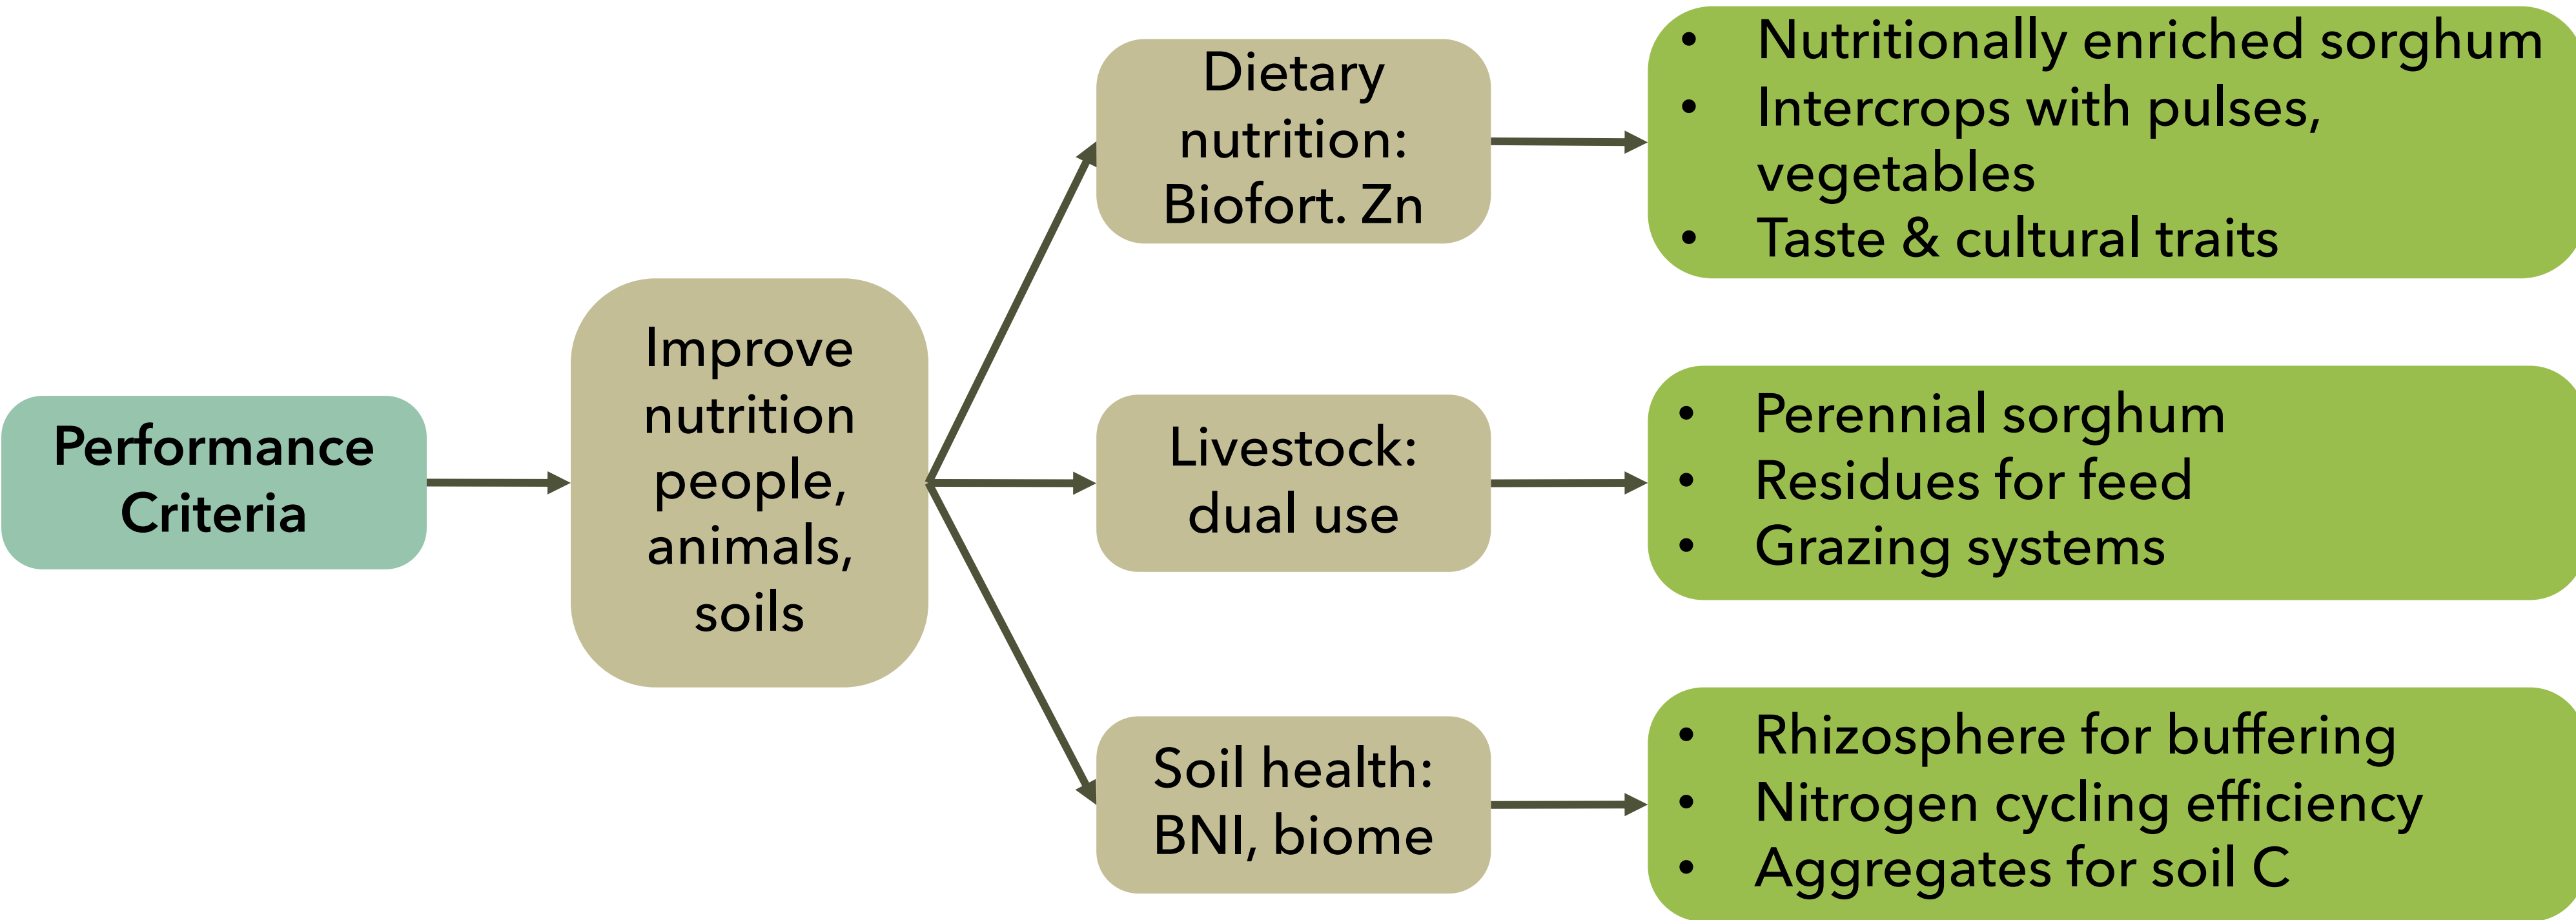 Performance
Criteria
Improve
nutrition
people,
animals,
soils
Dietary
nutrition:
Biofort. Zn
• Nutritionally enriched sorghum
• Intercrops with pulses,
vegetables
• Taste & cultural traits
Livestock:
dual use
• Perennial sorghum
• Residues for feed
• Grazing systems
Soil health:
BNI, biome
• Rhizosphere for buffering
• Nitrogen cycling efficiency
• Aggregates for soil C